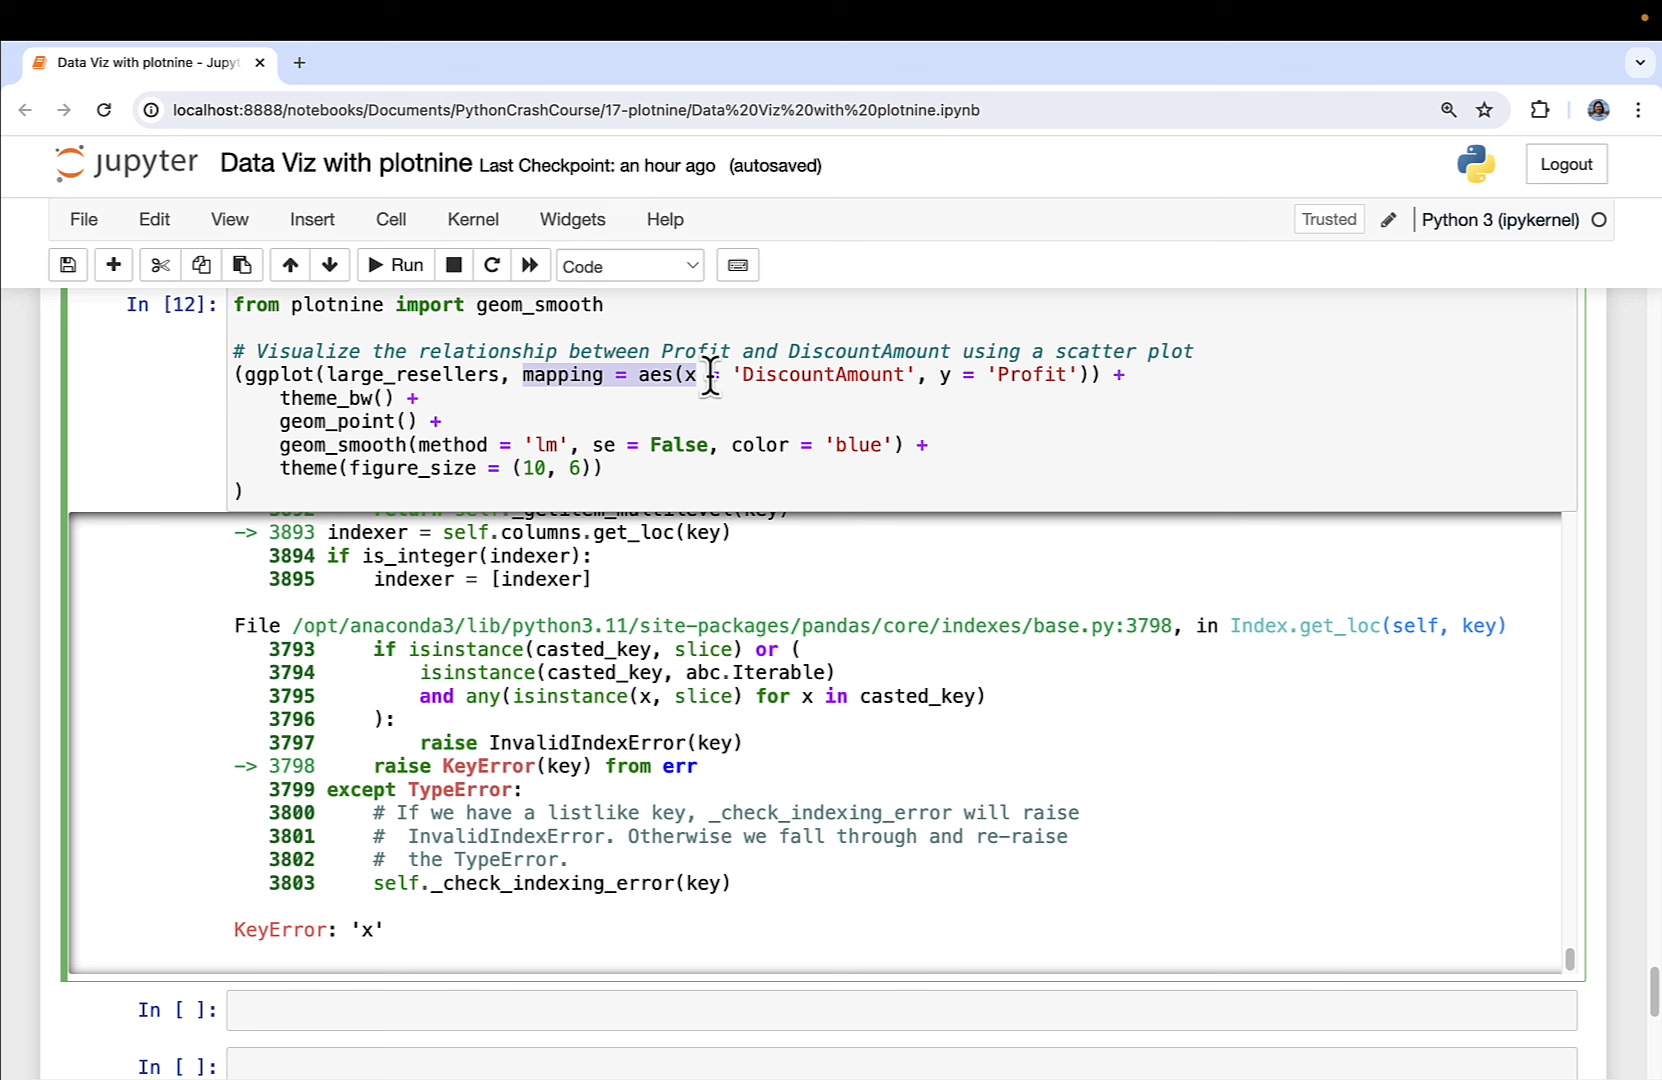 Data Viz with plotnine - Jupyt
localhost:8888/notebooks/Documents/PythonCrashCourse/17-plotnine/Data%20Viz%20with%20plotnine.ipynb
jupyter Data Viz with plotnine Last Checkpoint: an hour ago (autosaved) Logout
File Edit View Insert Cell Kernel Widgets Help Trusted Python 3 (ipykernel)
Run Code
In [12]: from plotnine import geom_smooth
# Visualize the relationship between Profit and DiscountAmount using a scatter plot
(ggplot(large_resellers, mapping = aes(x = 'DiscountAmount', y = 'Profit')) +
theme_bw() +
geom_point() +
geom_smooth(method = 'lm', se = False, color = 'blue') +
theme(figure_size = (10, 6))
)
-> 3893 indexer = self.columns.get_loc(key)
3894 if is_integer(indexer):
3895 indexer = [indexer]
File /opt/anaconda3/lib/python3.11/site-packages/pandas/core/indexes/base.py:3798, in Index.get_loc(self, key)
3793 if isinstance(casted_key, slice) or (
3794 isinstance(casted_key, abc.Iterable)
3795 and any(isinstance(x, slice) for x in casted_key)
3796 ):
3797 raise InvalidIndexError(key)
-> 3798 raise KeyError(key) from err
3799 except TypeError:
3800 # If we have a listlike key, _check_indexing_error will raise
3801 # InvalidIndexError. Otherwise we fall through and re-raise
3802 # the TypeError.
3803 self._check_indexing_error(key)
KeyError: 'x'
In [ ]:
In [ ]: